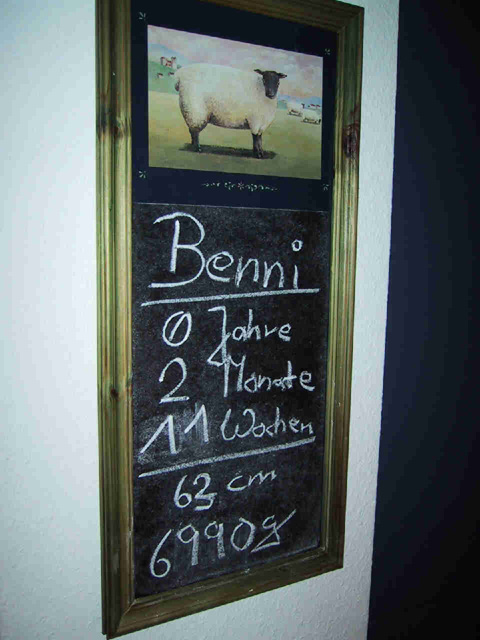 Benni
0 Jahre
2 Monate
11 Wochen
63 cm
6990g